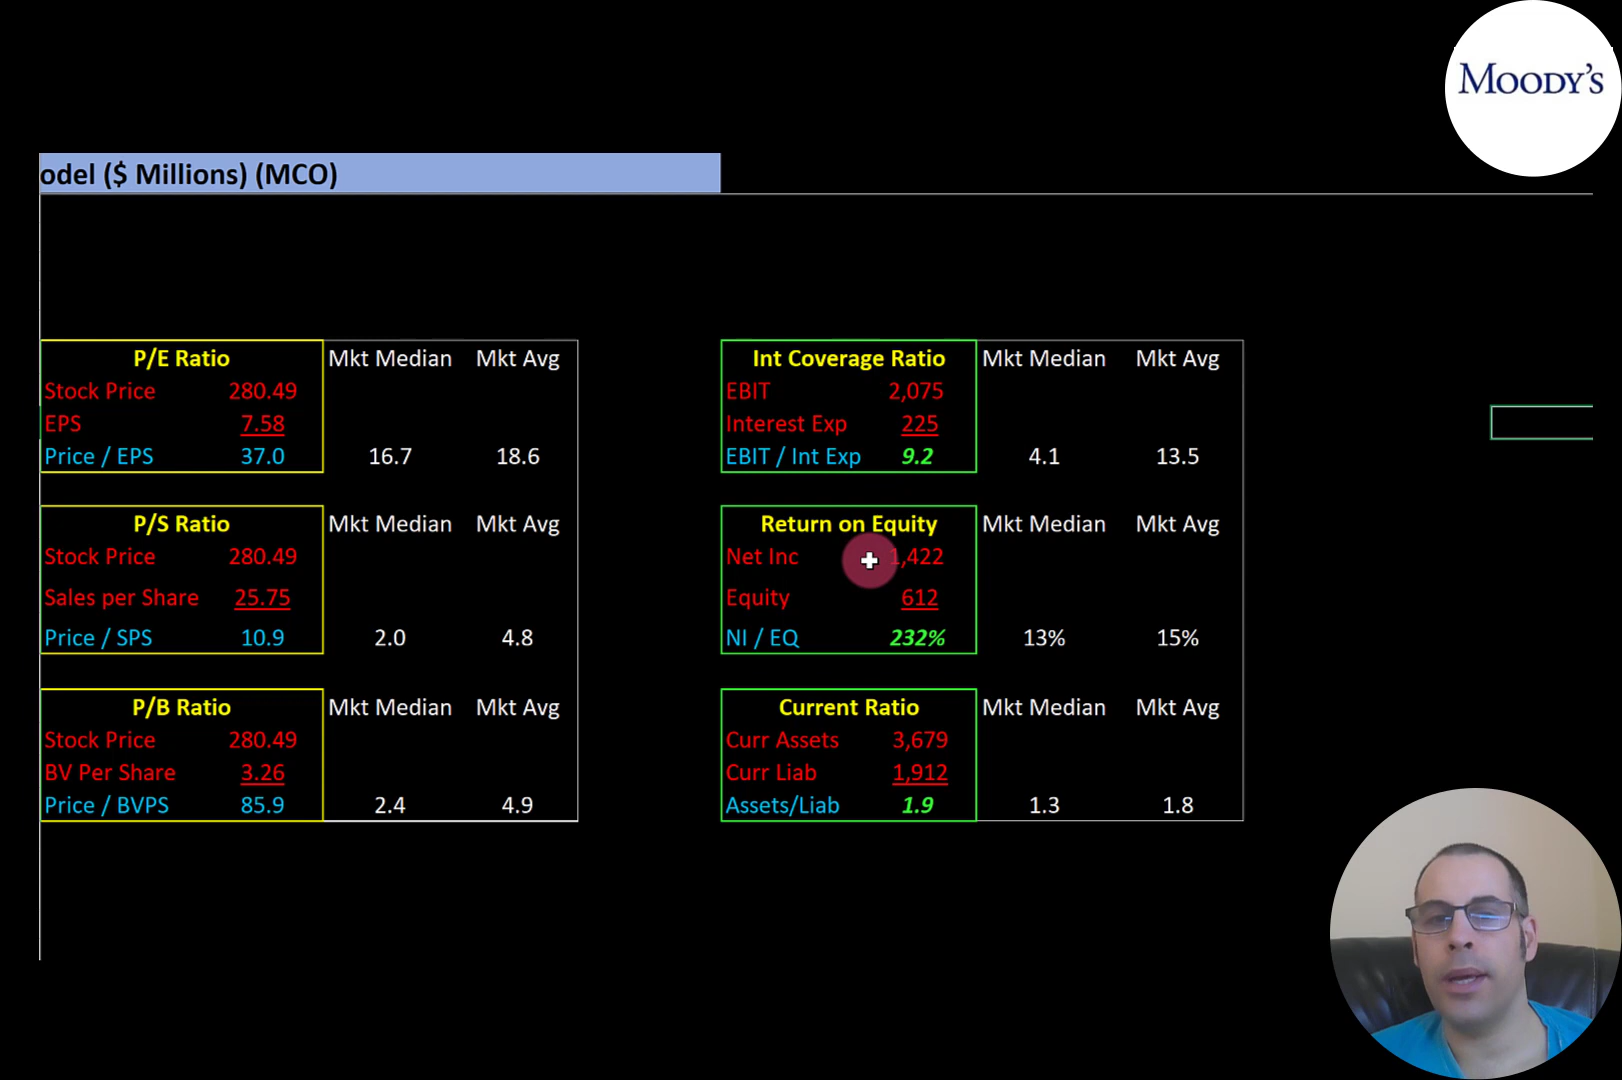 MOODY'S
odel ($ Millions) (MCO)
P/E Ratio Mkt Median Mkt Avg
Stock Price 280.49
EPS 7.58
Price / EPS 37.0 16.7 18.6
P/S Ratio Mkt Median Mkt Avg
Stock Price 280.49
Sales per Share 25.75
Price / SPS 10.9 2.0 4.8
P/B Ratio Mkt Median Mkt Avg
Stock Price 280.49
BV Per Share 3.26
Price / BVPS 85.9 2.4 4.9
Int Coverage Ratio Mkt Median Mkt Avg
EBIT 2,075
Interest Exp 225
EBIT / Int Exp 9.2 4.1 13.5
Return on Equity Mkt Median Mkt Avg
Net Inc 1,422
Equity 612
NI / EQ 232% 13% 15%
Current Ratio Mkt Median Mkt Avg
Curr Assets 3,679
Curr Liab 1,912
Assets/Liab 1.9 1.3 1.8